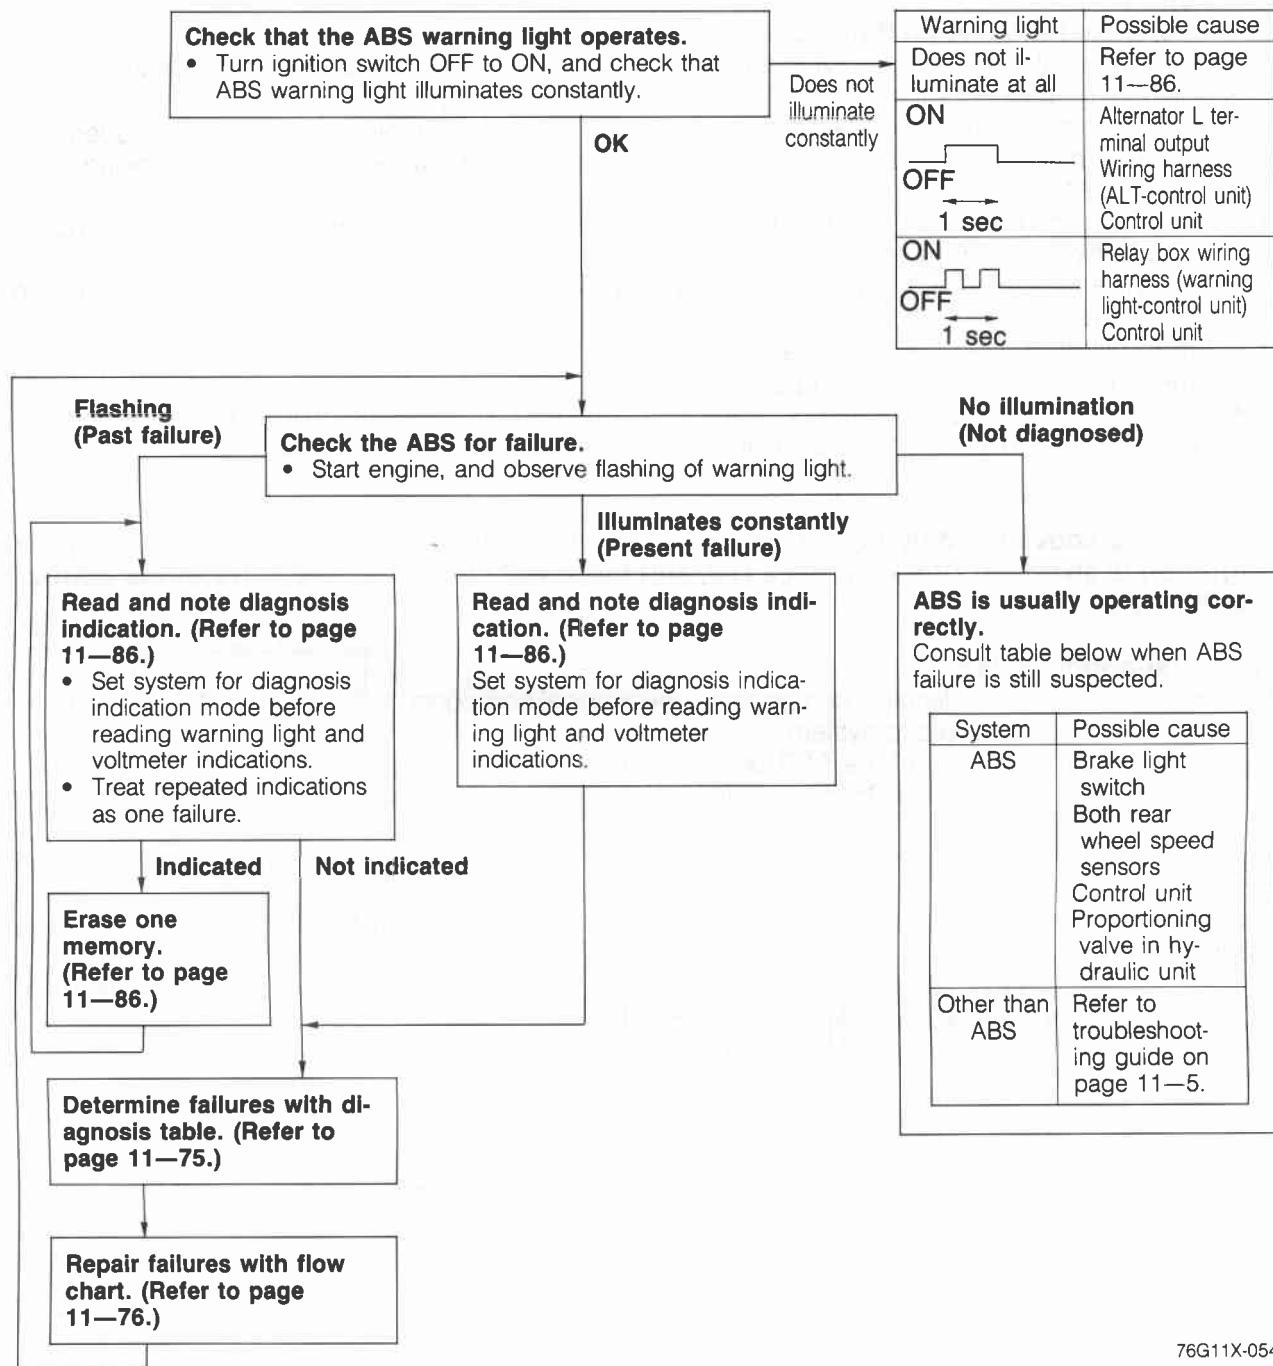 Check that the ABS warning light operates.
• Turn ignition switch OFF to ON, and check that
ABS warning light illuminates constantly.
Does not
illuminate
constantly
OK
Warning light Possible cause
Does not il-
luminate at all
Refer to page
11—86.
ON
OFF
1 sec
Alternator L ter-
minal output
Wiring harness
(ALT-control unit)
Control unit
ON
OFF
1 sec
Relay box wiring
harness (warning
light-control unit)
Control unit
Flashing
(Past failure)
Check the ABS for failure.
• Start engine, and observe flashing of warning light.
No illumination
(Not diagnosed)
Illuminates constantly
(Present failure)
Read and note diagnosis
indication. (Refer to page
11—86.)
• Set system for diagnosis
indication mode before
reading warning light and
voltmeter indications.
• Treat repeated indications
as one failure.
Read and note diagnosis indi-
cation. (Refer to page
11—86.)
Set system for diagnosis indica-
tion mode before reading warn-
ing light and voltmeter
indications.
ABS is usually operating cor-
rectly.
Consult table below when ABS
failure is still suspected.
System Possible cause
ABS
Brake light
switch
Both rear
wheel speed
sensors
Control unit
Proportioning
valve in hy-
draulic unit
Other than
ABS
Refer to
troubleshoot-
ing guide on
page 11—5.
Indicated
Not indicated
Erase one
memory.
(Refer to page
11—86.)
Determine failures with di-
agnosis table. (Refer to
page 11—75.)
Repair failures with flow
chart. (Refer to page
11—76.)
76G11X-054